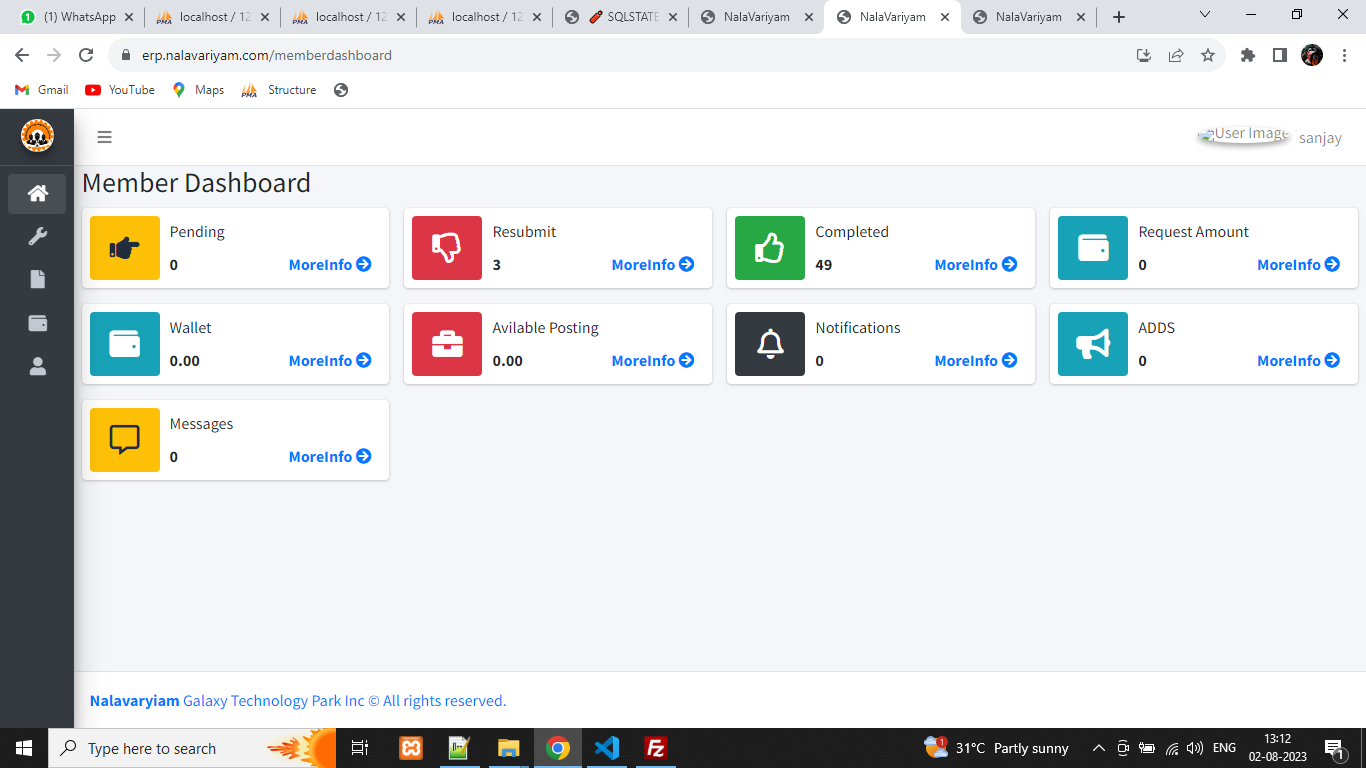 (1) WhatsApp
localhost / 12
localhost / 12
localhost / 12
SQLSTATE
NalaVariyam
NalaVariyam
NalaVariyam
erp.nalavariyam.com/memberdashboard
Gmail
YouTube
Maps
Structure
User Image
sanjay
Member Dashboard
Pending
0 MoreInfo
Resubmit
3 MoreInfo
Completed
49 MoreInfo
Request Amount
0 MoreInfo
Wallet
0.00 MoreInfo
Avilable Posting
0.00 MoreInfo
Notifications
0 MoreInfo
ADDS
0 MoreInfo
Messages
0 MoreInfo
Nalavaryiam Galaxy Technology Park Inc © All rights reserved.
Type here to search
31°C Partly sunny
ENG
13:12
02-08-2023